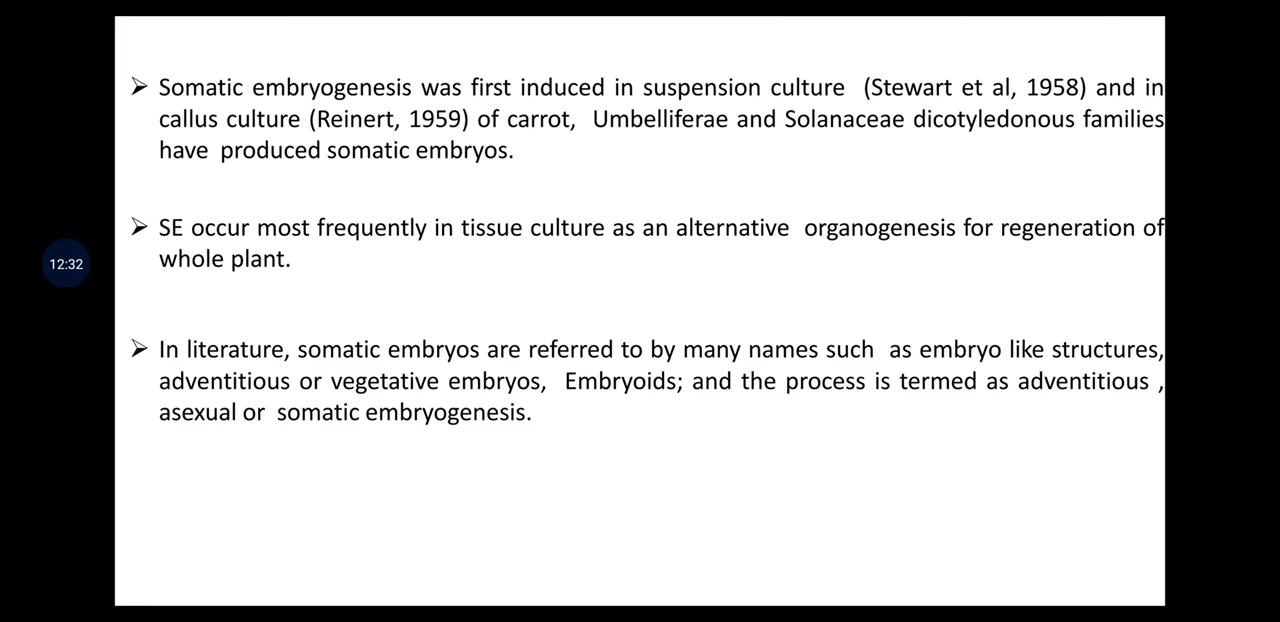 ➢ Somatic embryogenesis was first induced in suspension culture (Stewart et al, 1958) and in
callus culture (Reinert, 1959) of carrot, Umbelliferae and Solanaceae dicotyledonous families
have produced somatic embryos.
➢ SE occur most frequently in tissue culture as an alternative organogenesis for regeneration of
whole plant.
12:32
➢ In literature, somatic embryos are referred to by many names such as embryo like structures,
adventitious or vegetative embryos, Embryoids; and the process is termed as adventitious ,
asexual or somatic embryogenesis.